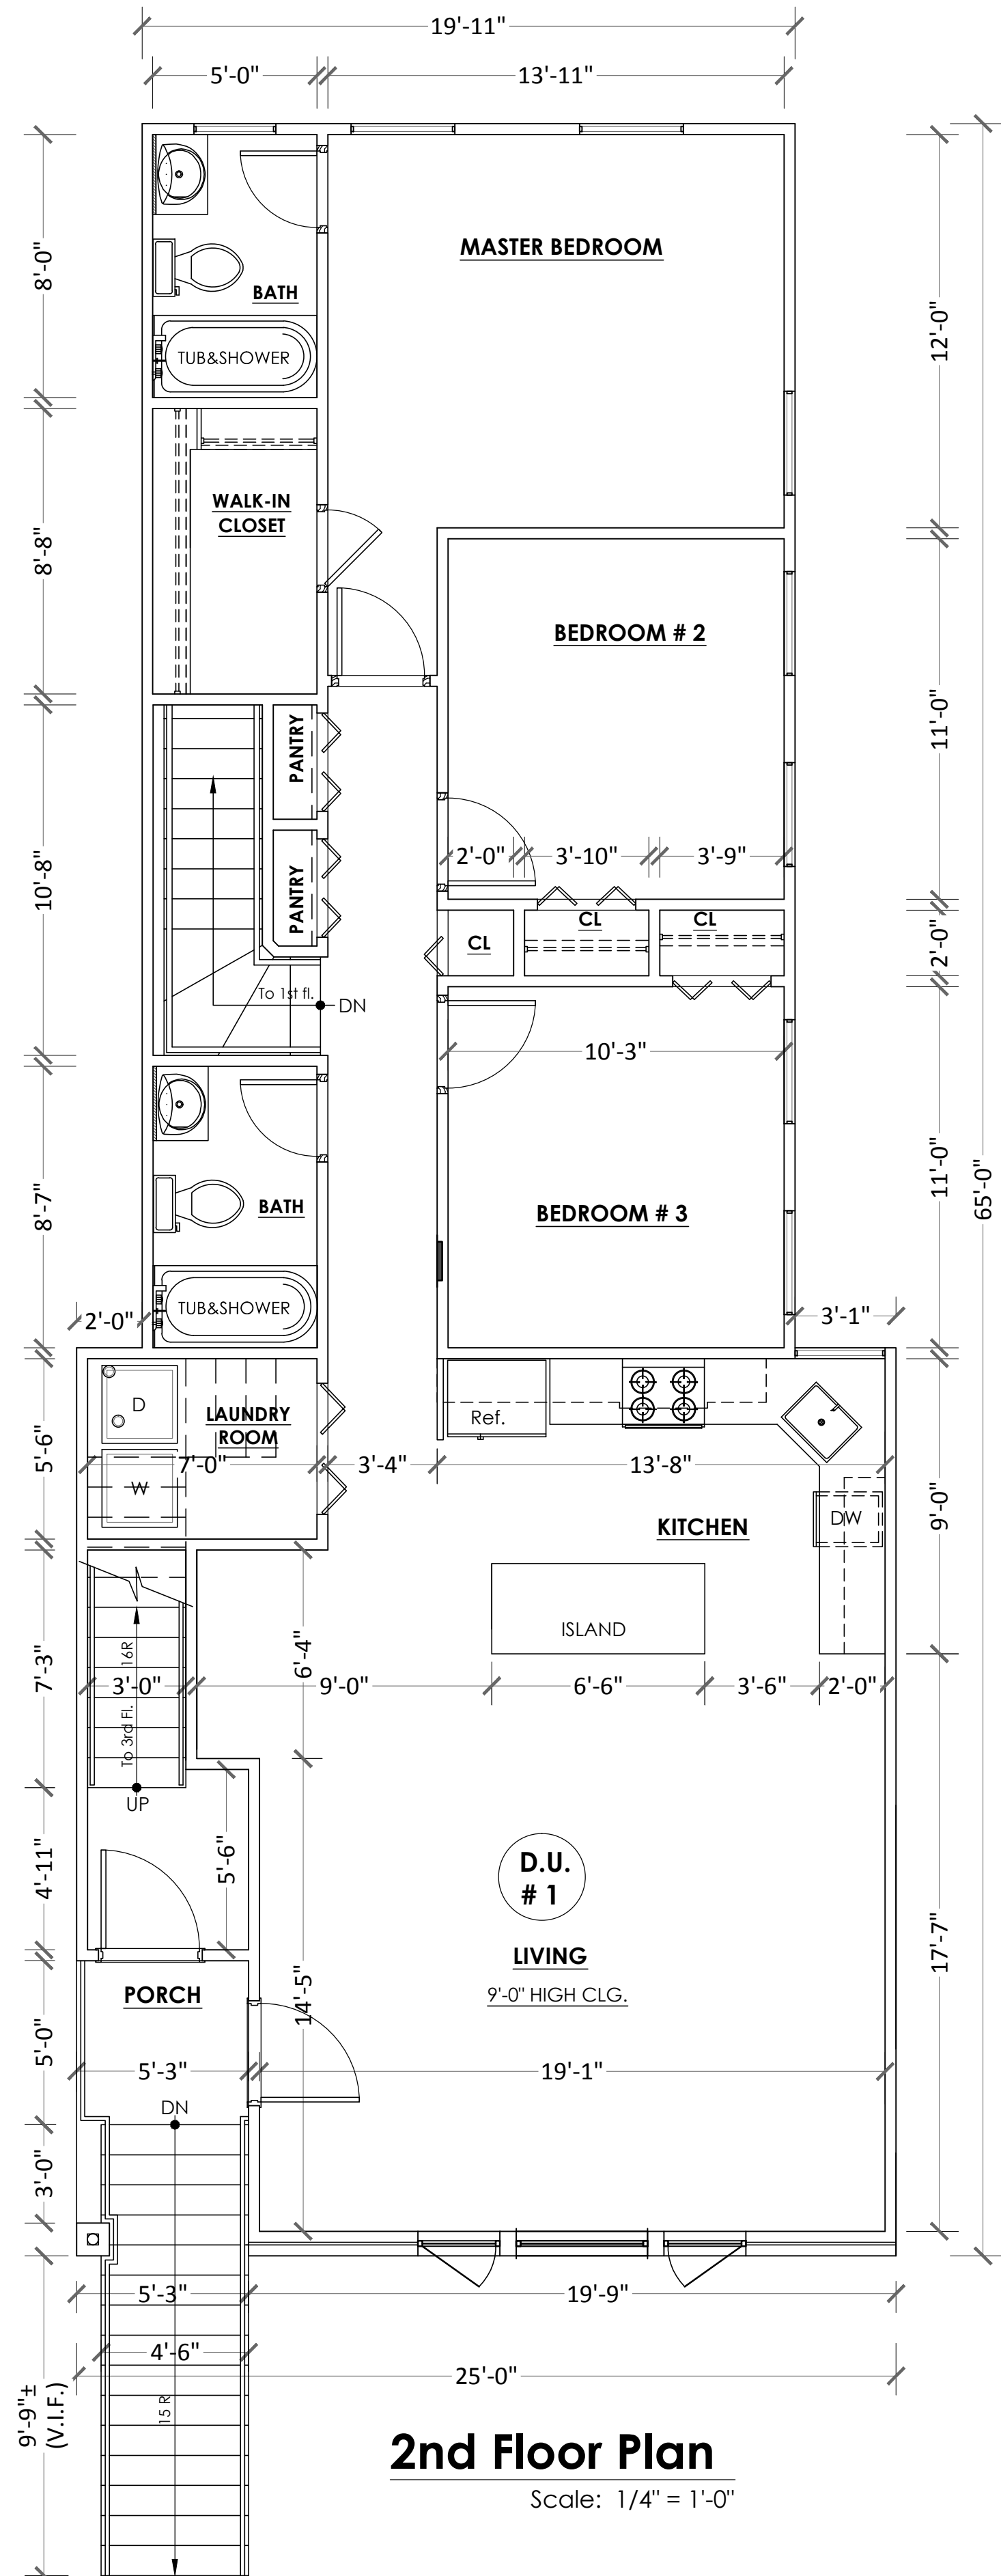 19'-11"
5'-0"
13'-11"
8'-0"
MASTER BEDROOM
BATH
12'-0"
TUB&SHOWER
WALK-IN
CLOSET
8'-8"
BEDROOM # 2
PANTRY
11'-0"
PANTRY
10'-8"
2'-0"
3'-10"
3'-9"
CL
CL
CL
2'-0"
To 1st fl.
DN
10'-3"
BATH
8'-7"
BEDROOM # 3
11'-0"
65'-0"
TUB&SHOWER
2'-0"
3'-1"
D
LAUNDRY
ROOM
Ref.
5'-6"
7'-0"
3'-4"
13'-8"
W
KITCHEN
DW
9'-0"
ISLAND
16R
6'-4"
7'-3"
3'-0"
9'-0"
6'-6"
3'-6"
2'-0"
To 3rd Fl.
UP
4'-11"
5'-6"
D.U.
# 1
LIVING
9'-0" HIGH CLG.
17'-7"
PORCH
14'-5"
5'-0"
5'-3"
19'-1"
DN
3'-0"
5'-3"
19'-9"
4'-6"
25'-0"
9'-9"±
(V.I.F.)
15 R
2nd Floor Plan
Scale: 1/4" = 1'-0"